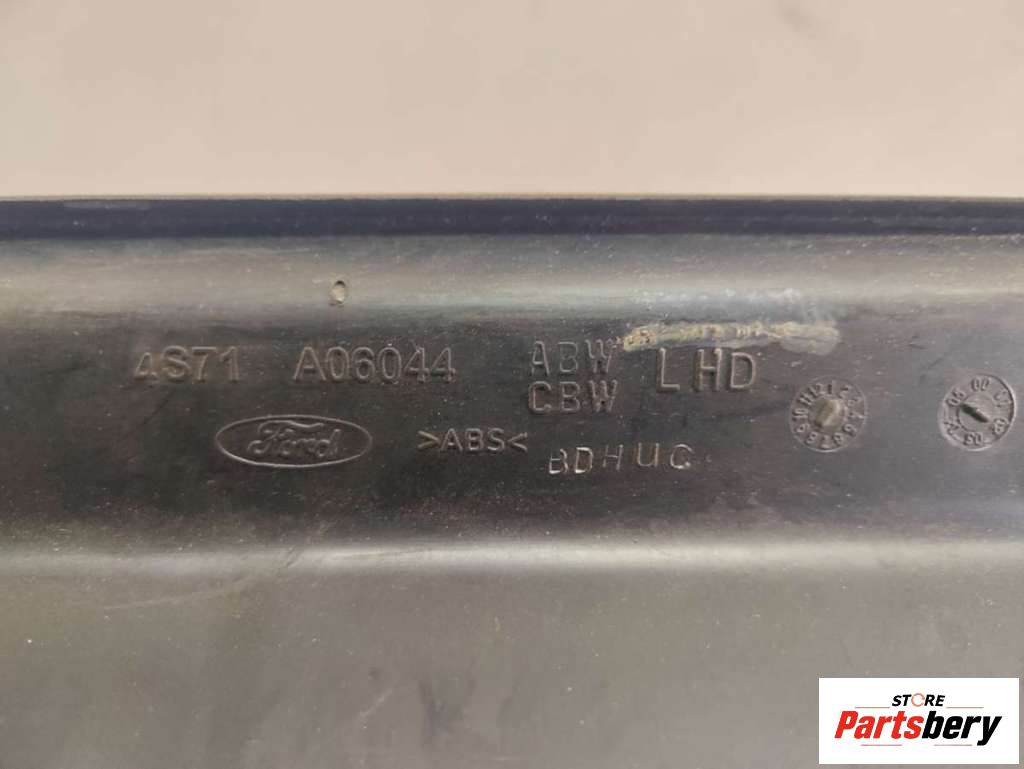 4S71 A06044 ABW LHD
CBW
Ford
>ABS< BDHUC
STORE
Partsbery